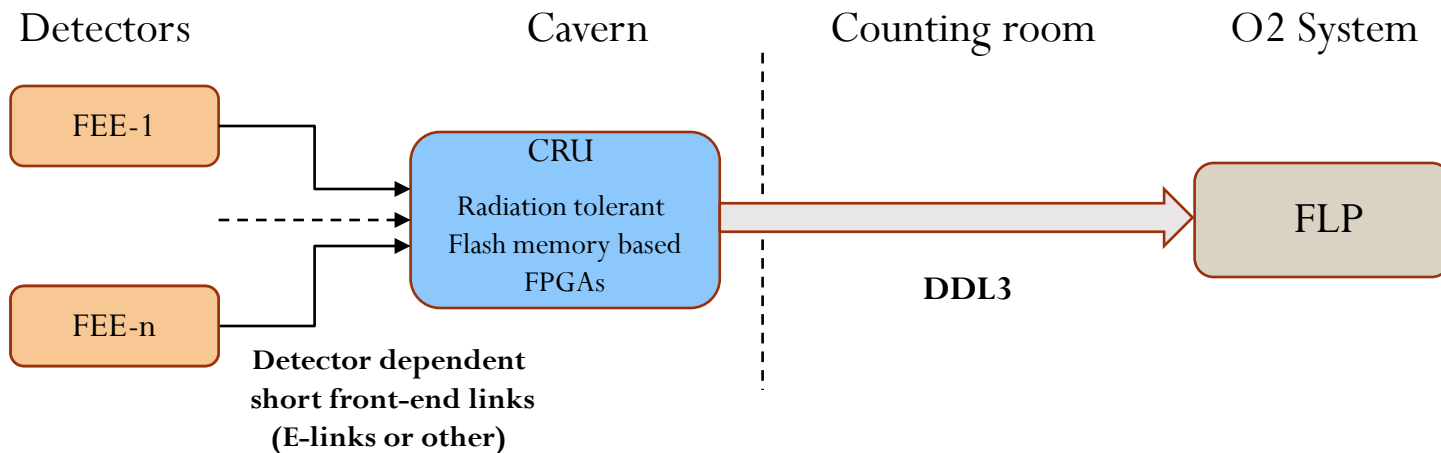 Detectors
Cavern
Counting room
O2 System
FEE-1
CRU
Radiation tolerant
Flash memory based
FPGAs
FLP
DDL3
FEE-n
Detector dependent
short front-end links
(E-links or other)